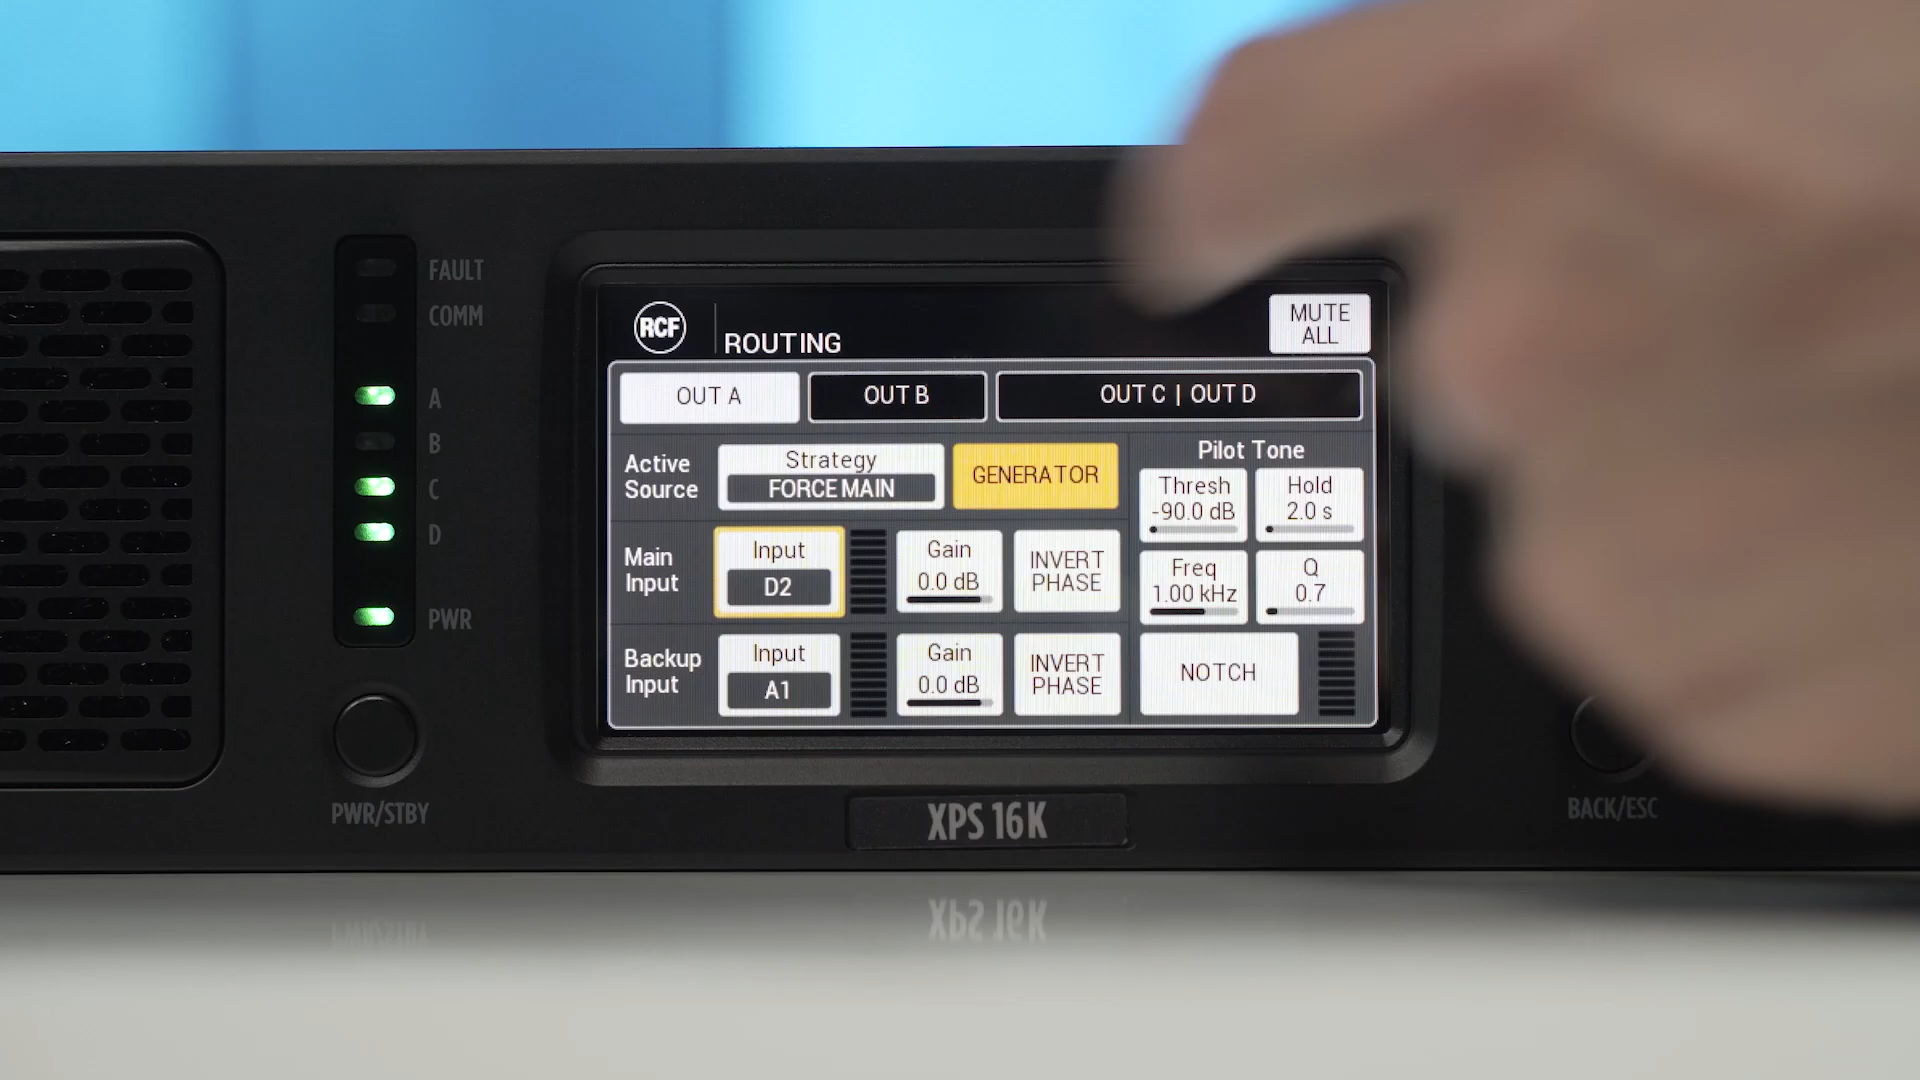 FAULT
COMM
A
B
C
D
PWR
PWR/STBY
RCF
ROUTING
MUTE
ALL
OUT A
OUT B
OUT C | OUT D
Active
Source
Strategy
FORCE MAIN
GENERATOR
Pilot Tone
Thresh
-90.0 dB
Hold
2.0 s
Main
Input
Input
D2
Gain
0.0 dB
INVERT
PHASE
Freq
1.00 kHz
Q
0.7
Backup
Input
Input
A1
Gain
0.0 dB
INVERT
PHASE
NOTCH
BACK/ESC
XPS 16K